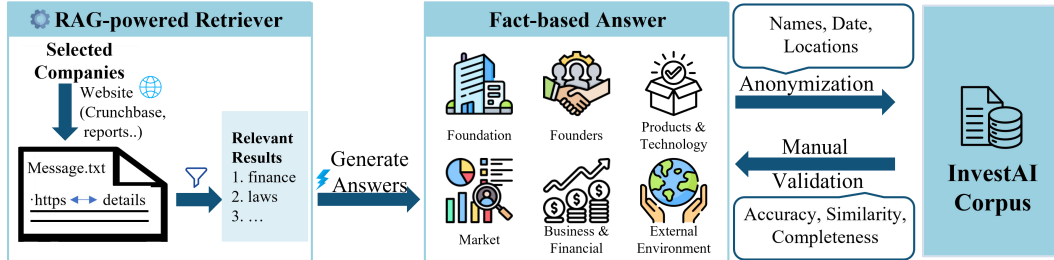 RAG-powered Retriever
Selected
Companies
Website
(Crunchbase,
reports..)
Message.txt
·https
details
Relevant
Results
1. finance
2. laws
3. …
Generate
Answers
Fact-based Answer
Foundation
Founders
Products &
Technology
Market
Business &
Financial
External
Environment
Names, Date,
Locations
Anonymization
Manual
Validation
Accuracy, Similarity,
Completeness
InvestAI
Corpus